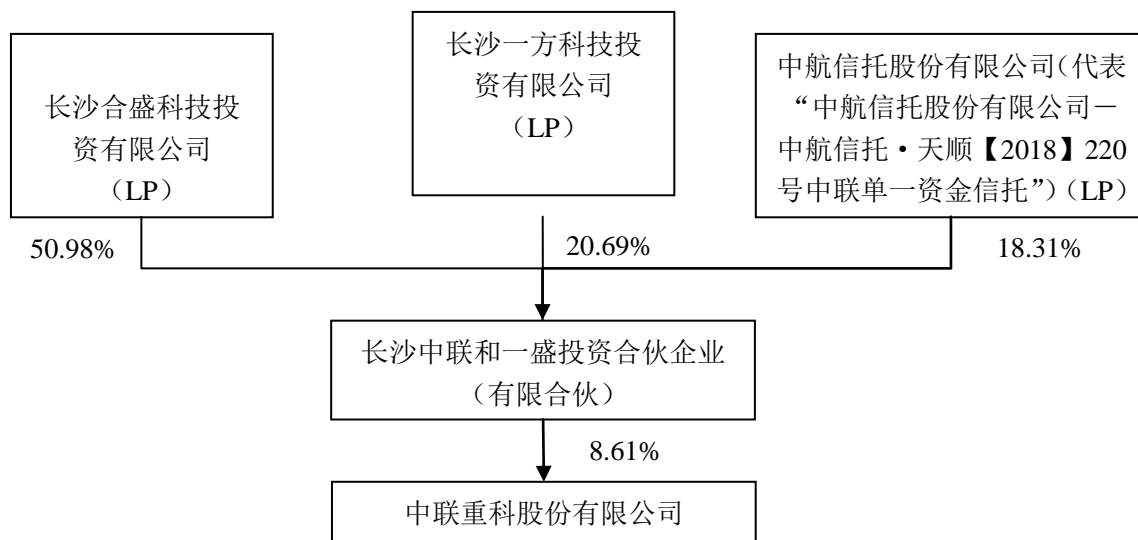 长沙合盛科技投
资有限公司
（LP）
长沙一方科技投
资有限公司
（LP）
中航信托股份有限公司（代表
“中航信托股份有限公司－
中航信托·天顺【2018】220
号中联单一资金信托”）（LP）
50.98%
20.69%
18.31%
长沙中联和一盛投资合伙企业
（有限合伙）
8.61%
中联重科股份有限公司